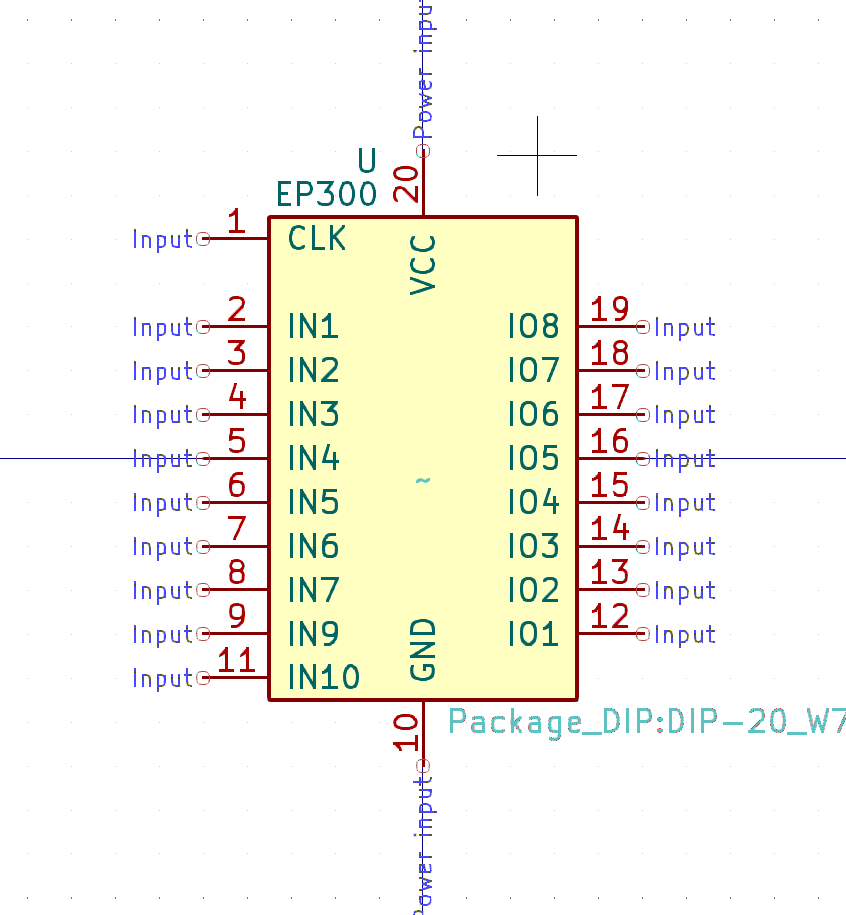 Power inpu
U
20
EP300
Input 1 CLK
VCC
Input 2 IN1 IO8 19 Input
Input 3 IN2 IO7 18 Input
Input 4 IN3 IO6 17 Input
Input 5 IN4 IO5 16 Input
~
Input 6 IN5 IO4 15 Input
Input 7 IN6 IO3 14 Input
Input 8 IN7 IO2 13 Input
Input 9 IN9 IO1 12 Input
GND
Input 11 IN10
10
Package_DIP:DIP-20_W7
Power input